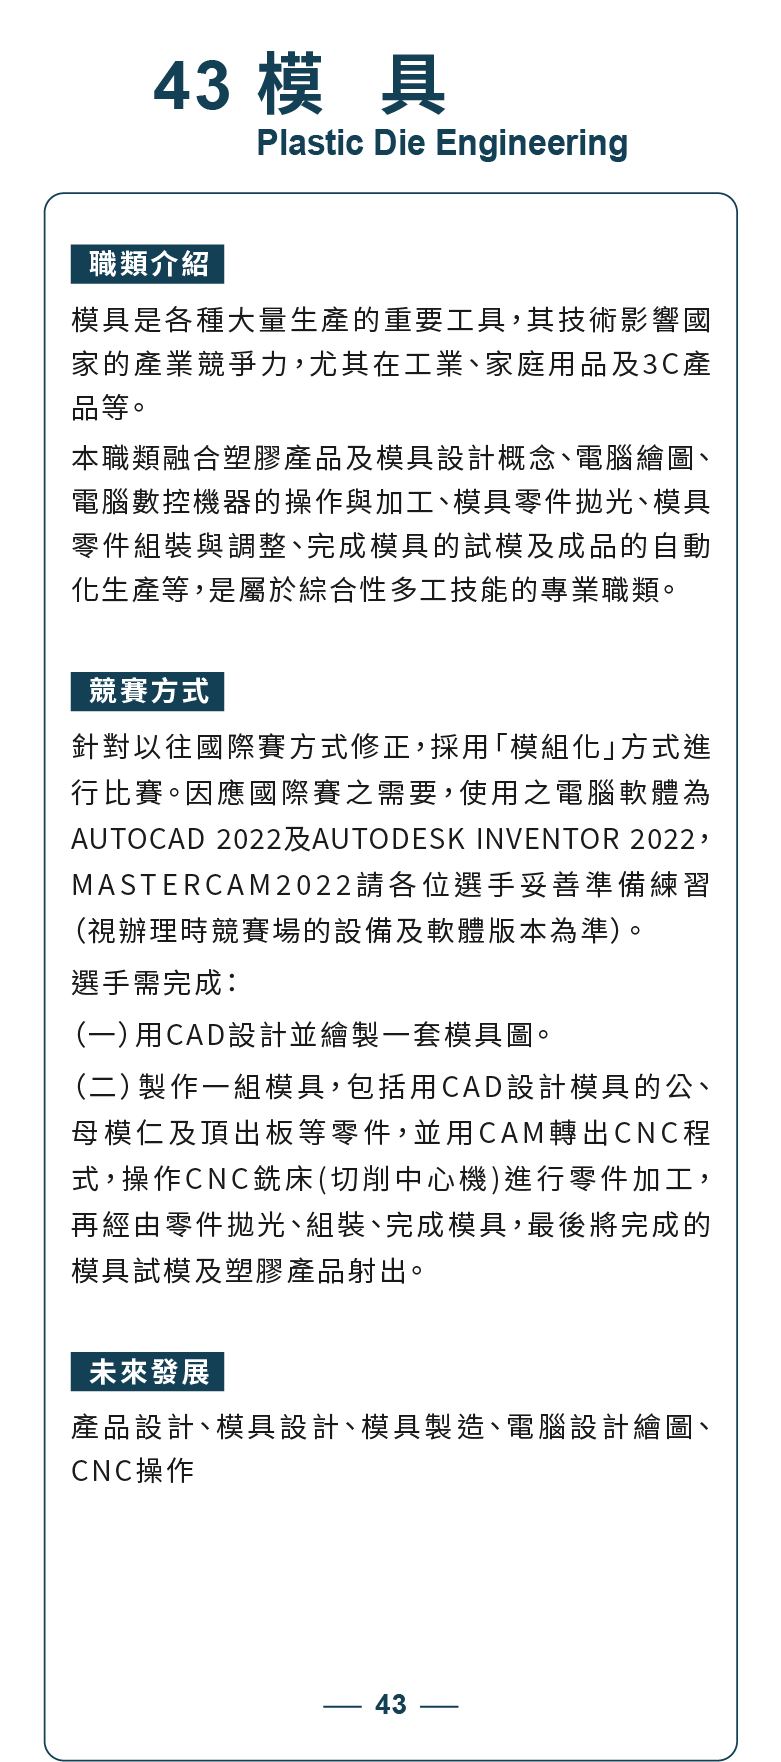 43 模 具
Plastic Die Engineering
職類介紹
模具是各種大量生產的重要工具，其技術影響國
家的產業競爭力，尤其在工業、家庭用品及3C產
品等。
本職類融合塑膠產品及模具設計概念、電腦繪圖、
電腦數控機器的操作與加工、模具零件拋光、模具
零件組裝與調整、完成模具的試模及成品的自動
化生產等，是屬於綜合性多工技能的專業職類。
競賽方式
針對以往國際賽方式修正，採用「模組化」方式進
行比賽。因應國際賽之需要，使用之電腦軟體為
AUTOCAD 2022及AUTODESK INVENTOR 2022，
MASTERCAM2022請各位選手妥善準備練習
（視辦理時競賽場的設備及軟體版本為準）。
選手需完成：
（一）用CAD設計並繪製一套模具圖。
（二）製作一組模具，包括用CAD設計模具的公、
母模仁及頂出板等零件，並用CAM轉出CNC程
式，操作CNC銑床(切削中心機)進行零件加工，
再經由零件拋光、組裝、完成模具，最後將完成的
模具試模及塑膠產品射出。
未來發展
產品設計、模具設計、模具製造、電腦設計繪圖、
CNC操作
43